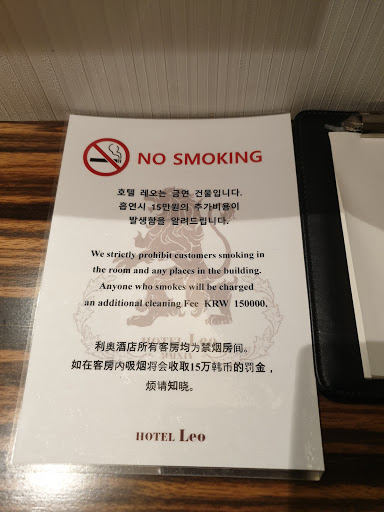 NO SMOKING
호텔 레오는 금연 건물입니다.
흡연시 15만원의 추가비용이
발생함을 알려드립니다.
We strictly prohibit customers smoking in
the room and any places in the building.
Anyone who smokes will be charged
an additional cleaning Fee KRW 150000.
HOTEL Leo
利奥酒店所有客房均为禁烟房间。
如在客房内吸烟将会收取15万韩币的罚金，
烦请知晓。
HOTEL Leo